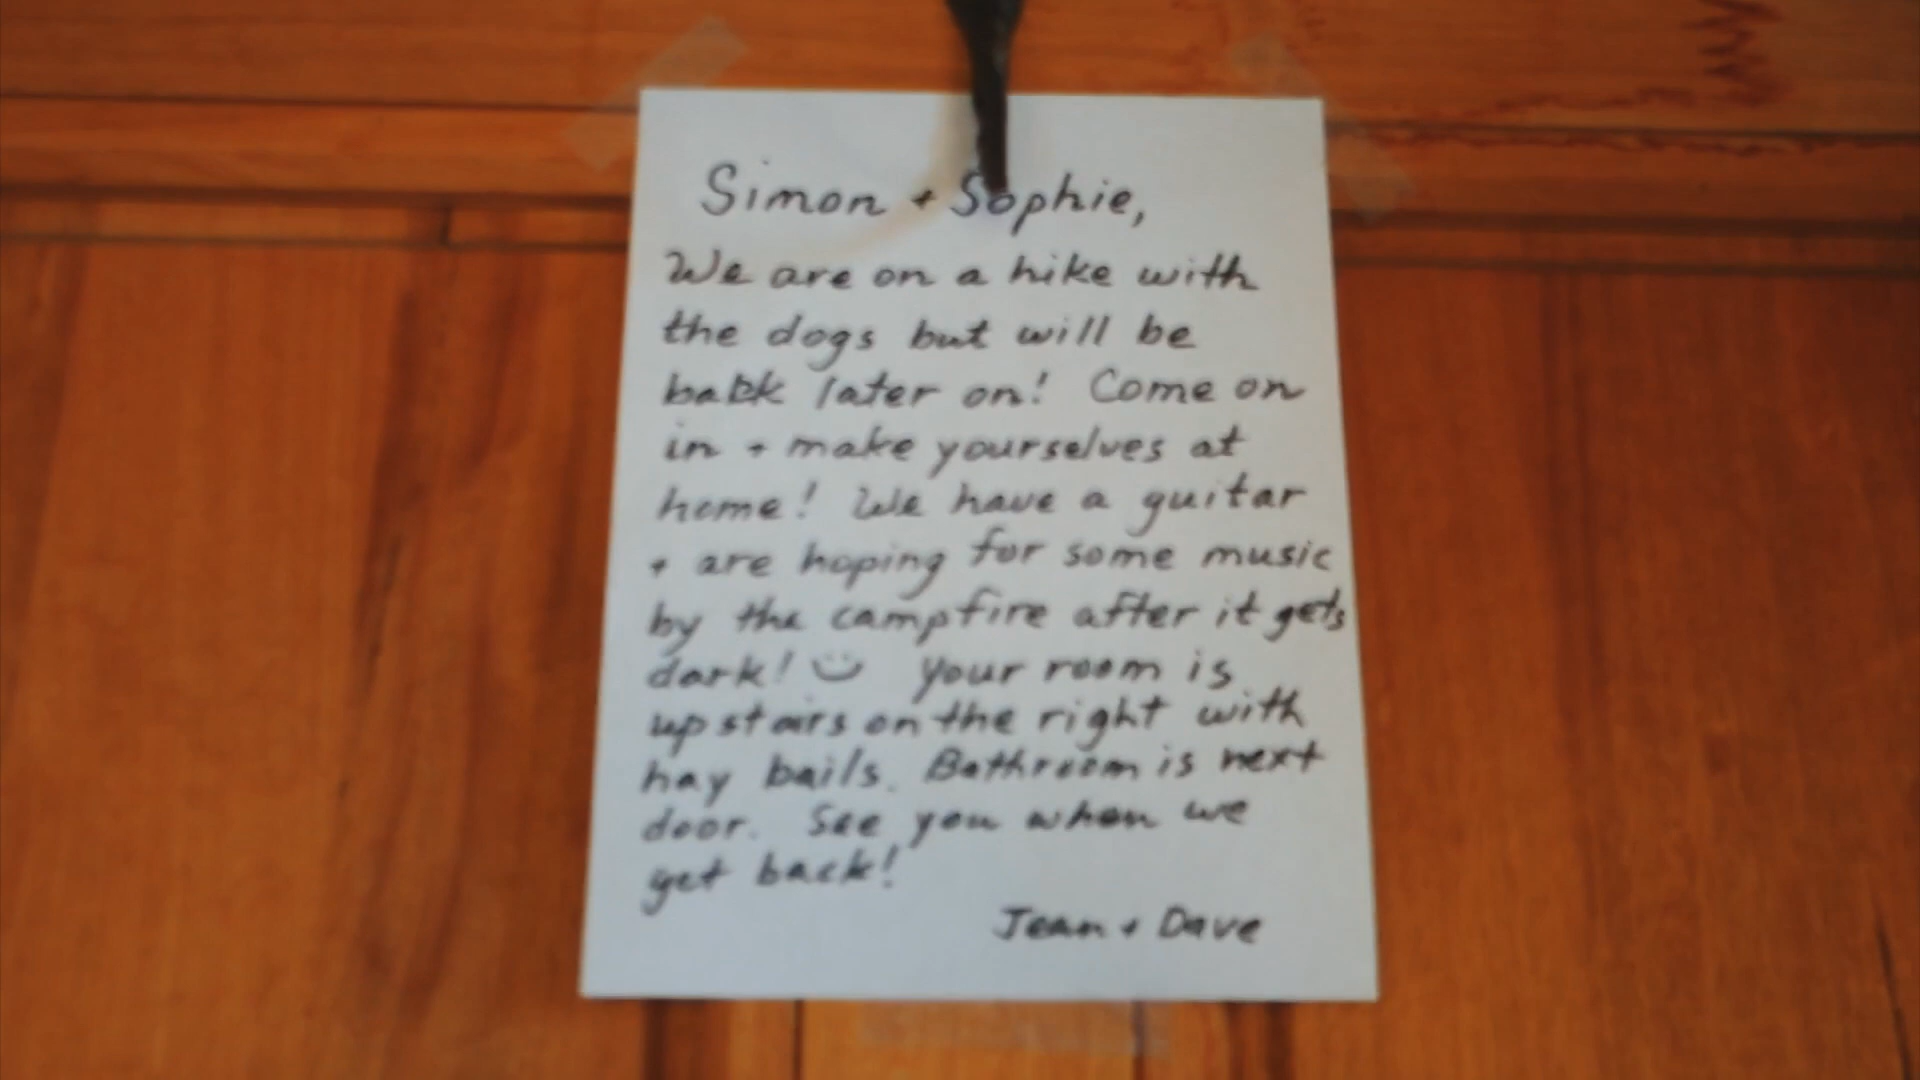 Simon + Sophie,
We are on a hike with
the dogs but will be
back later on! Come on
in + make yourselves at
home! We have a guitar
+ are hoping for some music
by the campfire after it gets
dark! Your room is
upstairs on the right with
hay bails. Bathroom is next
door. See you when we
get back!
Jean + Dave